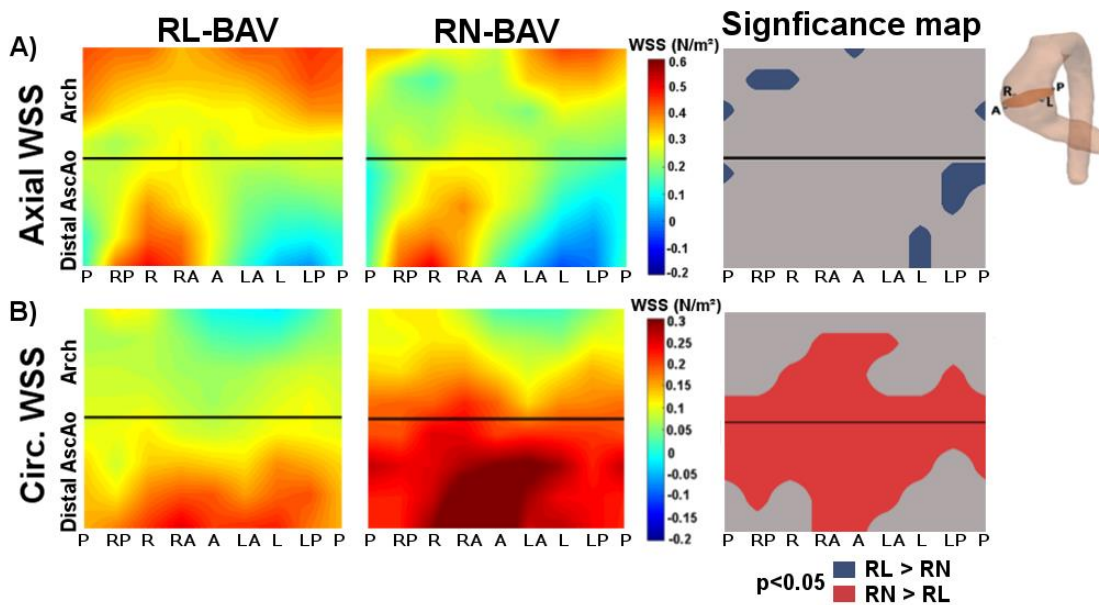 RL-BAV RN-BAV Signficance map
A)
WSS (N/m²)
Axial WSS
Arch
Distal AscAo
0.6
0.5
0.4
0.3
0.2
0.1
0
-0.1
-0.2
R P
A L
P RP R RA A LA L LP P
P RP R RA A LA L LP P
P RP R RA A LA L LP P
B)
WSS (N/m²)
Circ. WSS
Arch
Distal AscAo
0.3
0.25
0.2
0.15
0.10
0.05
0
-0.05
-0.1
-0.15
-0.2
P RP R RA A LA L LP P
P RP R RA A LA L LP P
P RP R RA A LA L LP P
p<0.05
RL > RN
RN > RL